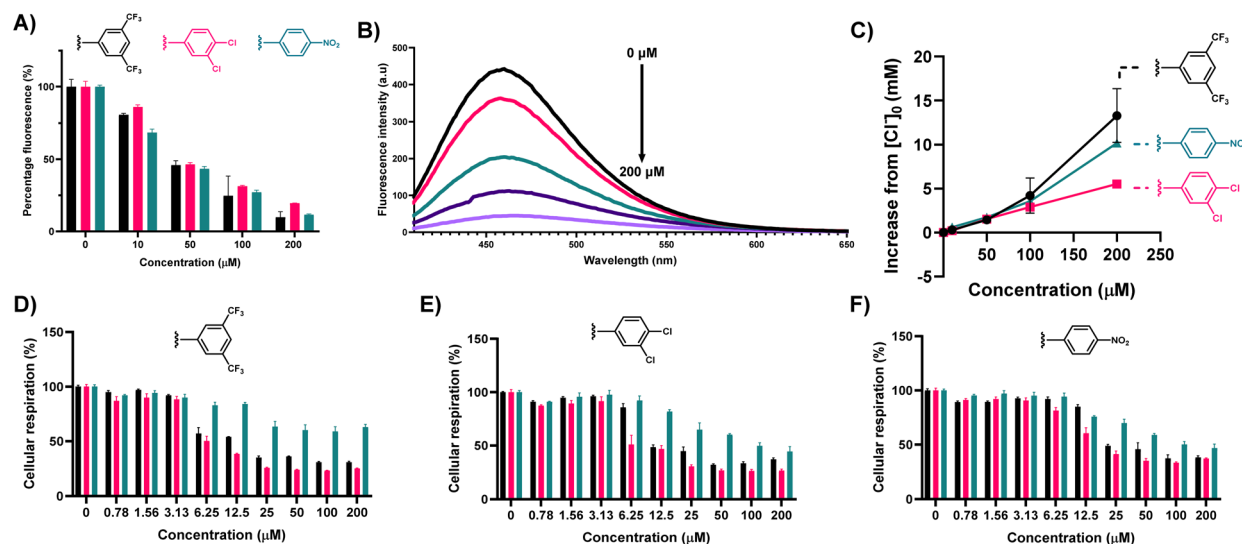 A)
CF₃
CF₃
Cl
Cl
NO₂
Percentage fluorescence (%)
150
100
50
0
0 10 50 100 200
Concentration (μM)
B)
Fluorescence intensity (a.u)
500
400
300
200
100
0
0 μM
200 μM
450 500 550 600 650
Wavelength (nm)
C)
Increase from [Cl⁻]₀ (mM)
20
15
10
5
0
-5
50 100 150 200 250
Concentration (μM)
CF₃
CF₃
NO
Cl
Cl
D)
CF₃
CF₃
Cellular respiration (%)
150
100
50
0
0 0.78 1.56 3.13 6.25 12.5 25 50 100 200
Concentration (μM)
E)
Cl
Cl
Cellular respiration (%)
150
100
50
0
0 0.78 1.56 3.13 6.25 12.5 25 50 100 200
Concentration (μM)
F)
NO₂
Cellular respiration (%)
150
100
50
0
0 0.78 1.56 3.13 6.25 12.5 25 50 100 200
Concentration (μM)